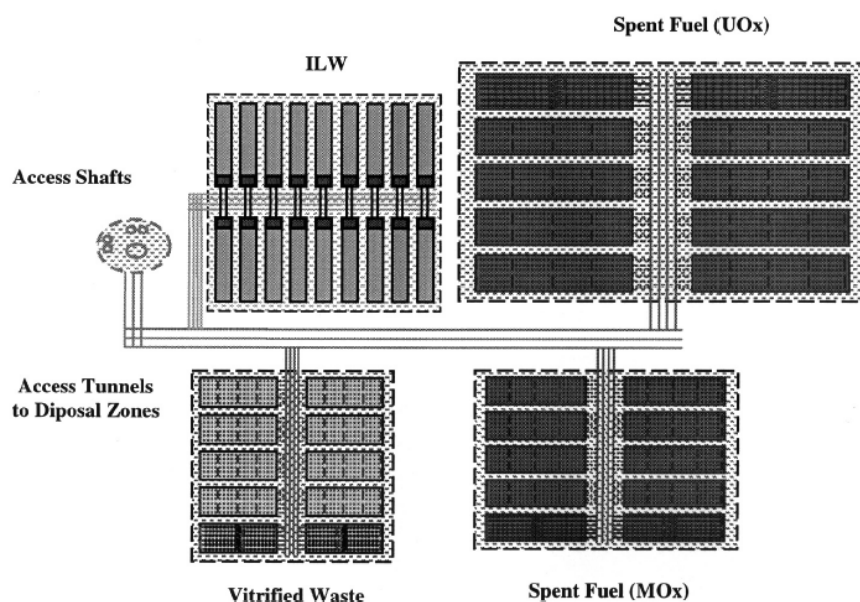 Spent Fuel (UOx)
ILW
Access Shafts
Access Tunnels
to Diposal Zones
Vitrified Waste
Spent Fuel (MOx)